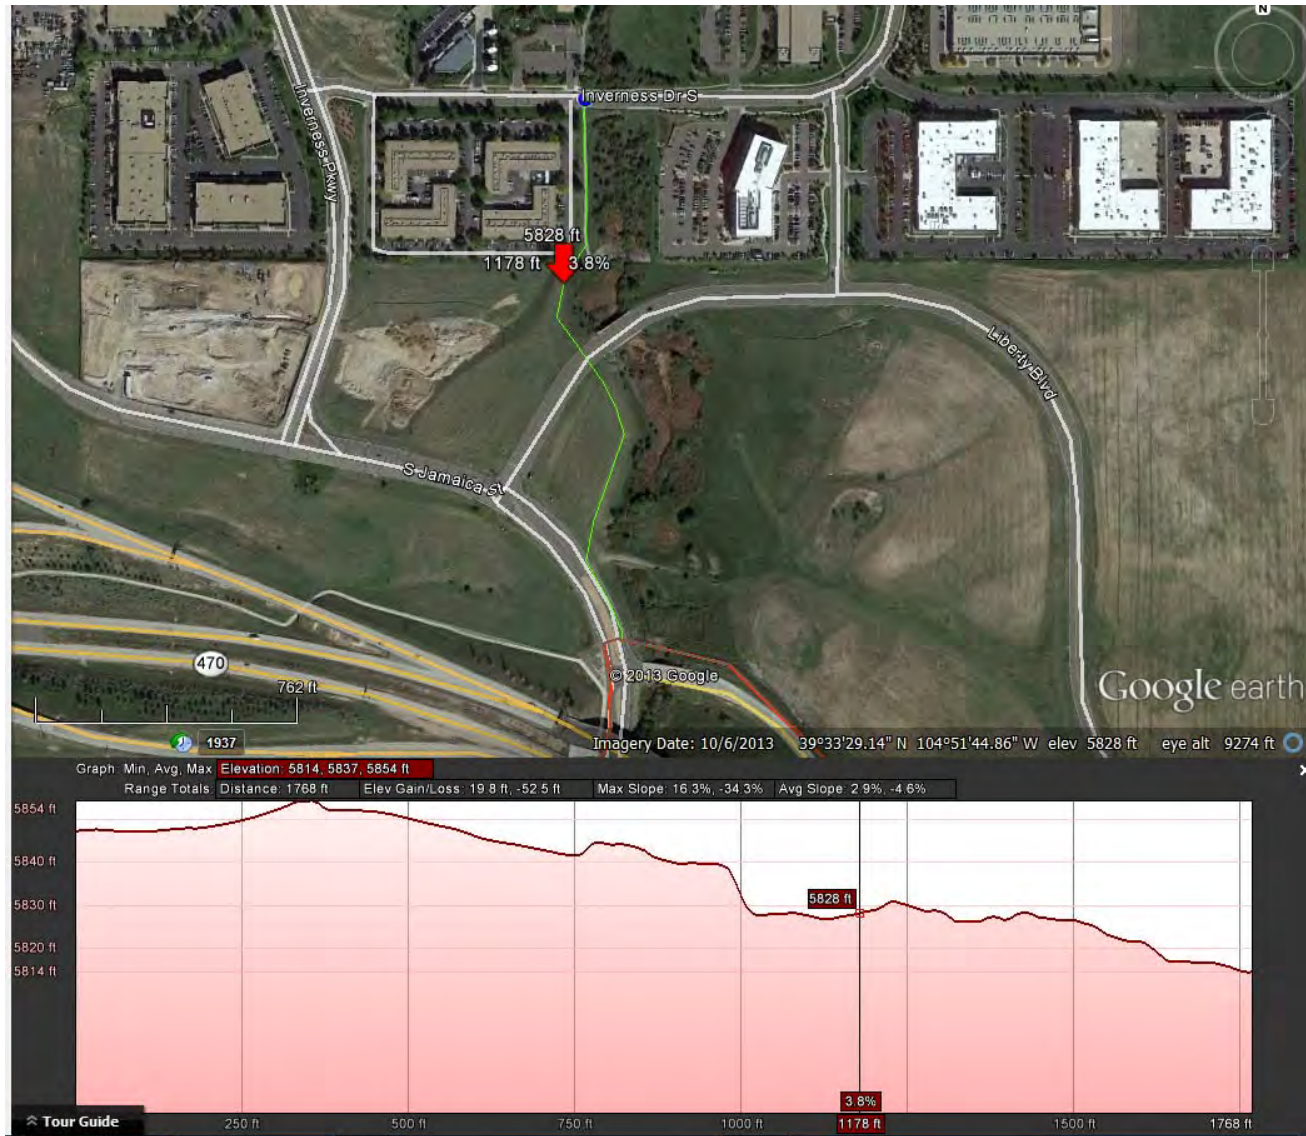 N
Inverness Dr S
Inverness Pkwy
5828 ft
1178 ft 3.8%
Liberty Blvd
S Jamaica St
470
762 ft
© 2013 Google
Google earth
1937
Imagery Date: 10/6/2013 39°33'29.14" N 104°51'44.86" W elev 5828 ft eye alt 9274 ft
Graph: Min, Avg, Max Elevation: 5814, 5837, 5854 ft
Range Totals: Distance: 1768 ft Elev Gain/Loss: 19.8 ft, -52.5 ft Max Slope: 16.3%, -34.3% Avg Slope: 2.9%, -4.6%
5854 ft
5840 ft
5830 ft
5820 ft
5814 ft
5828 ft
3.8%
Tour Guide
250 ft 500 ft 750 ft 1000 ft 1178 ft 1500 ft 1768 ft